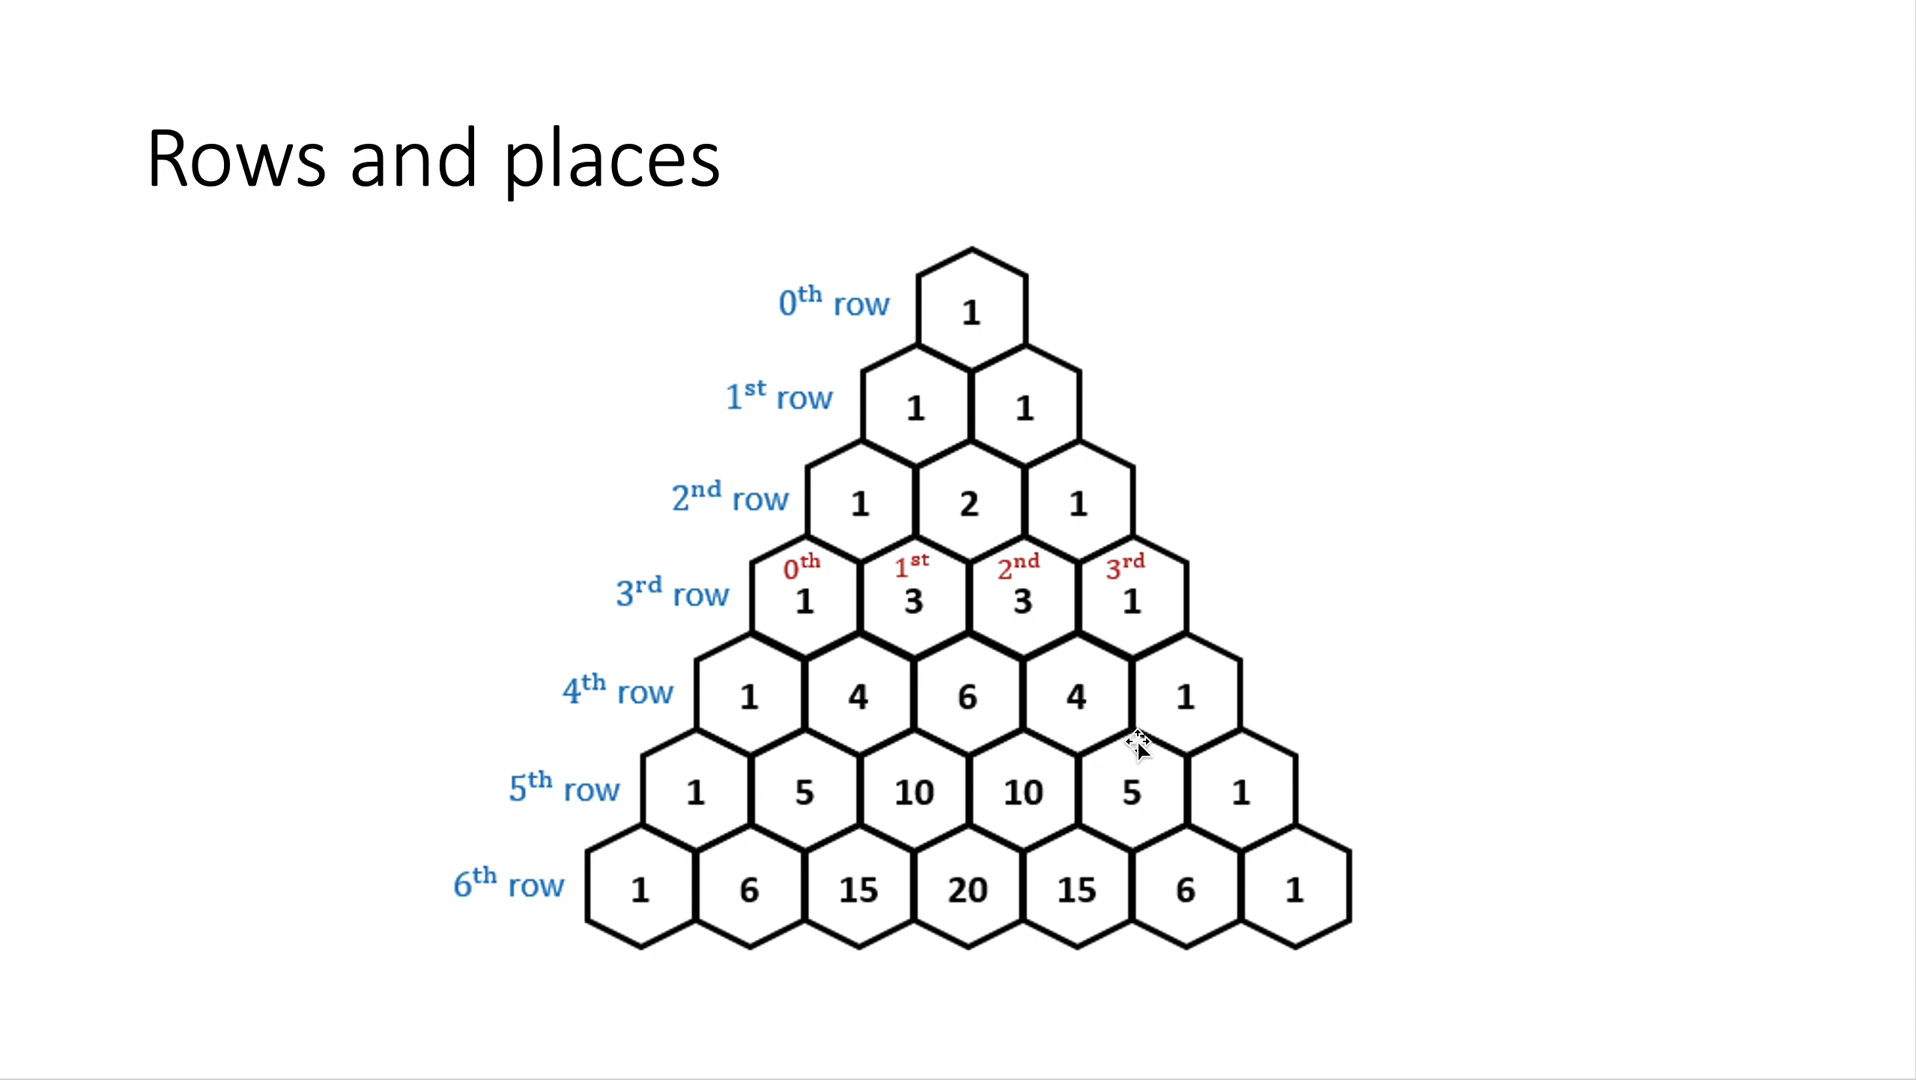 Rows and places
0th row 1
1st row 1 1
2nd row 1 2 1
0th 1st 2nd 3rd
3rd row 1 3 3 1
4th row 1 4 6 4 1
5th row 1 5 10 10 5 1
6th row 1 6 15 20 15 6 1